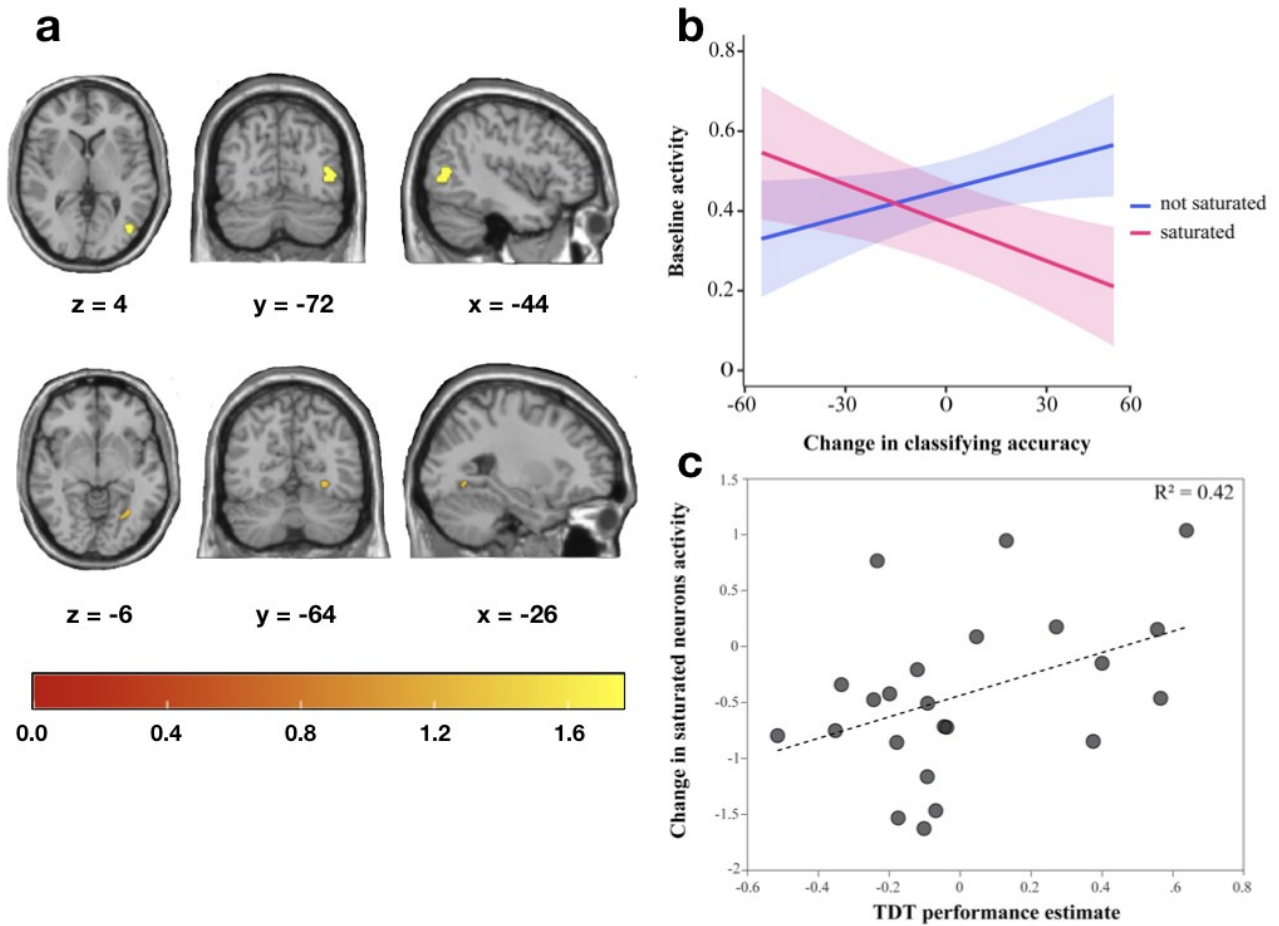 a
z = 4
y = -72
x = -44
z = -6
y = -64
x = -26
0.0 0.4 0.8 1.2 1.6
b
Baseline activity
0.8
0.6
0.4
0.2
0
-60 -30 0 30 60
Change in classifying accuracy
not saturated
saturated
c
Change in saturated neurons activity
R² = 0.42
1.5
1
0.5
0
-0.5
-1
-1.5
-2
-0.6 -0.4 -0.2 0 0.2 0.4 .6 0.8
TDT performance estimate